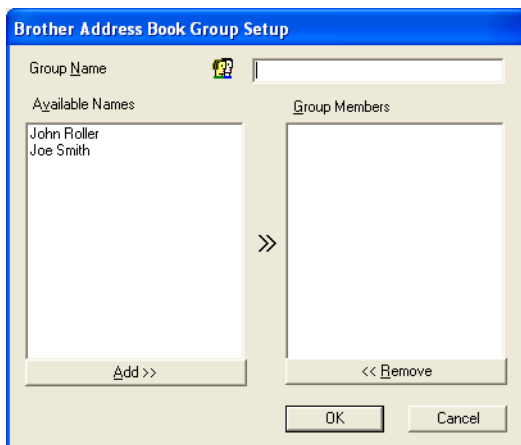 Brother Address Book Group Setup
Group Name
Available Names
Group Members
John Roller
Joe Smith
Add >>
<< Remove
OK
Cancel